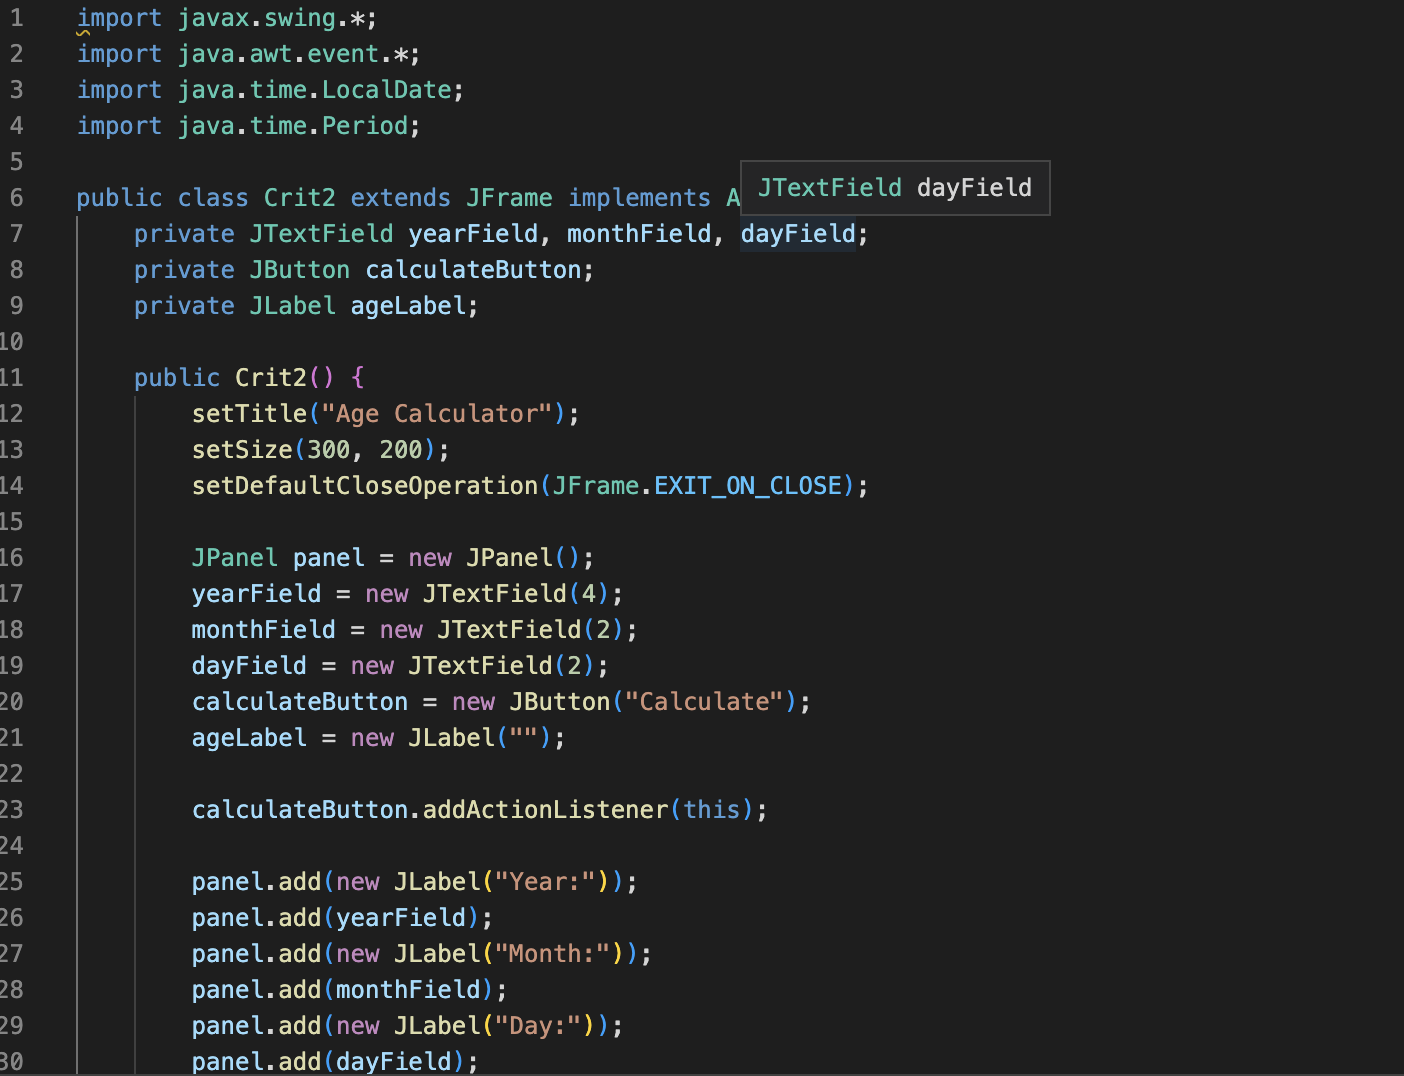 1 import javax.swing.*;
2 import java.awt.event.*;
3 import java.time.LocalDate;
4 import java.time.Period;
5
6 public class Crit2 extends JFrame implements A
JTextField dayField
7 private JTextField yearField, monthField, dayField;
8 private JButton calculateButton;
9 private JLabel ageLabel;
10
11 public Crit2() {
12 setTitle("Age Calculator");
13 setSize(300, 200);
14 setDefaultCloseOperation(JFrame.EXIT_ON_CLOSE);
15
16 JPanel panel = new JPanel();
17 yearField = new JTextField(4);
18 monthField = new JTextField(2);
19 dayField = new JTextField(2);
20 calculateButton = new JButton("Calculate");
21 ageLabel = new JLabel("");
22
23 calculateButton.addActionListener(this);
24
25 panel.add(new JLabel("Year:"));
26 panel.add(yearField);
27 panel.add(new JLabel("Month:"));
28 panel.add(monthField);
29 panel.add(new JLabel("Day:"));
30 panel.add(dayField);